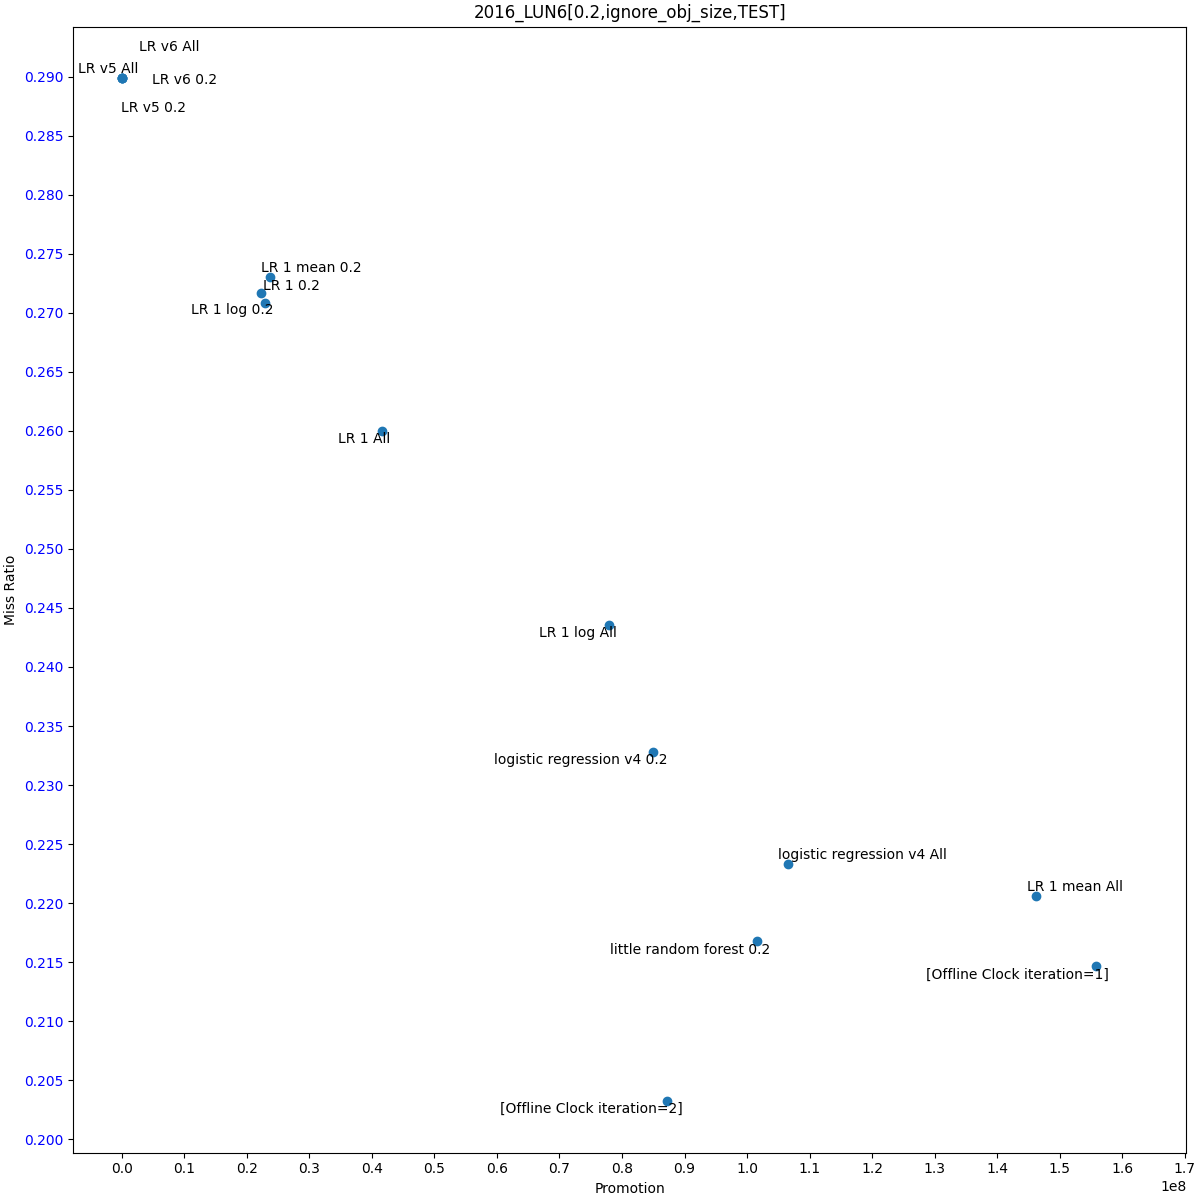 2016_LUN6[0.2,ignore_obj_size,TEST]
LR v6 All
LR v5 All
LR v6 0.2
LR v5 0.2
LR 1 mean 0.2
LR 1 0.2
LR 1 log 0.2
LR 1 All
LR 1 log All
logistic regression v4 0.2
logistic regression v4 All
LR 1 mean All
little random forest 0.2
[Offline Clock iteration=1]
[Offline Clock iteration=2]
Miss Ratio
0.290
0.285
0.280
0.275
0.270
0.265
0.260
0.255
0.250
0.245
0.240
0.235
0.230
0.225
0.220
0.215
0.210
0.205
0.200
0.0 0.1 0.2 0.3 0.4 0.5 0.6 0.7 0.8 0.9 1.0 1.1 1.2 1.3 1.4 1.5 1.6 1.7
1e8
Promotion